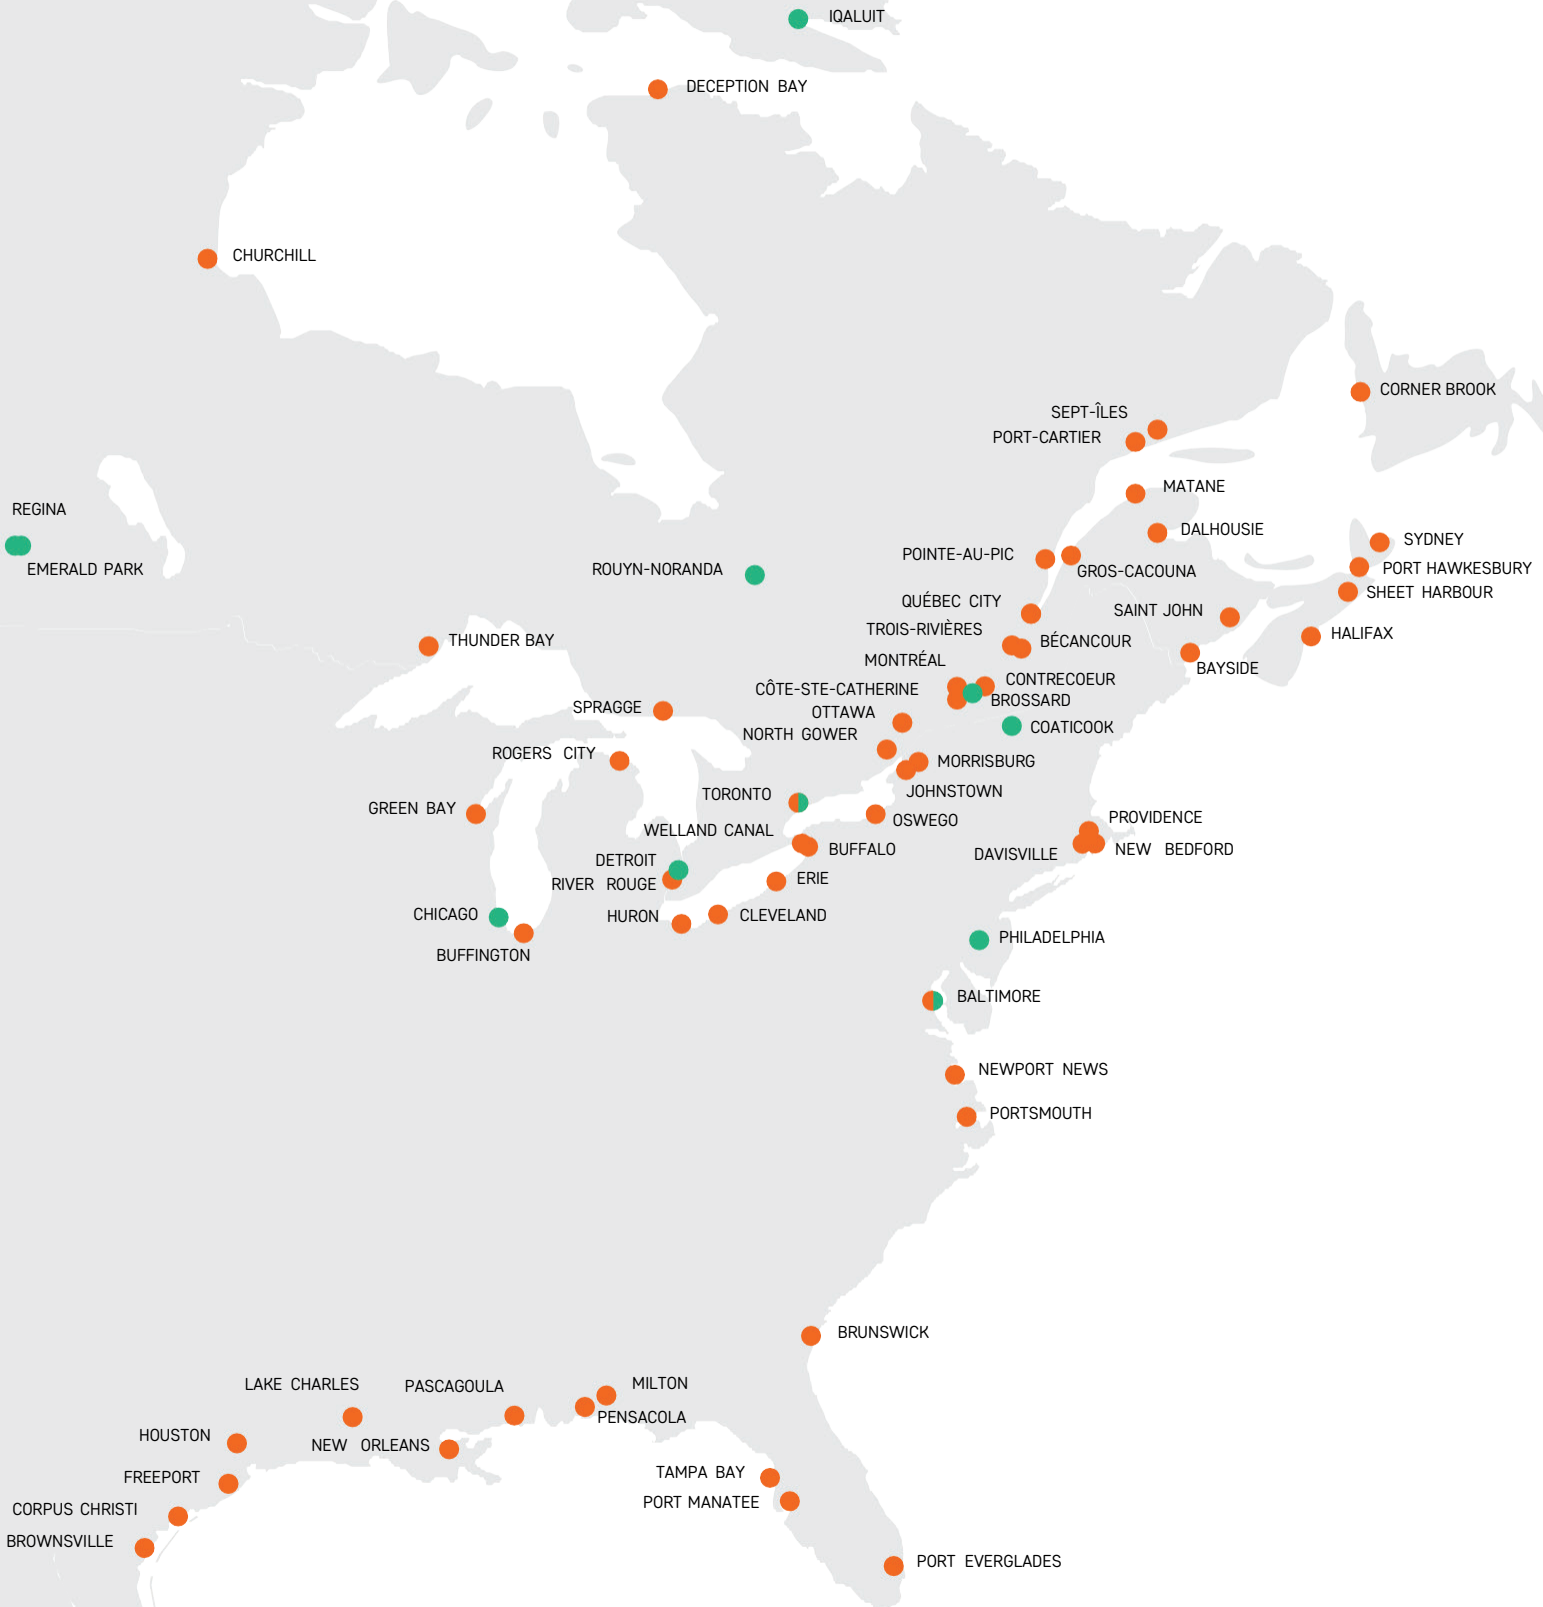 IQALUIT
DECEPTION BAY
CHURCHILL
CORNER BROOK
SEPT-ÎLES
PORT-CARTIER
MATANE
REGINA
DALHOUSIE
SYDNEY
POINTE-AU-PIC
EMERALD PARK
ROUYN-NORANDA
GROS-CACOUNA
PORT HAWKESBURY
SHEET HARBOUR
QUÉBEC CITY
SAINT JOHN
TROIS-RIVIÈRES
HALIFAX
THUNDER BAY
BÉCANCOUR
MONTRÉAL
BAYSIDE
CONTRECOEUR
CÔTE-STE-CATHERINE
BROSSARD
SPRAGGE
OTTAWA
COATICOOK
NORTH GOWER
ROGERS CITY
MORRISBURG
JOHNSTOWN
TORONTO
GREEN BAY
OSWEGO
PROVIDENCE
WELLAND CANAL
BUFFALO
DAVISVILLE
NEW BEDFORD
DETROIT
ERIE
RIVER ROUGE
CHICAGO
HURON
CLEVELAND
PHILADELPHIA
BUFFINGTON
BALTIMORE
NEWPORT NEWS
PORTSMOUTH
BRUNSWICK
LAKE CHARLES
PASCAGOULA
MILTON
PENSACOLA
HOUSTON
NEW ORLEANS
TAMPA BAY
FREEPORT
PORT MANATEE
CORPUS CHRISTI
BROWNSVILLE
PORT EVERGLADES